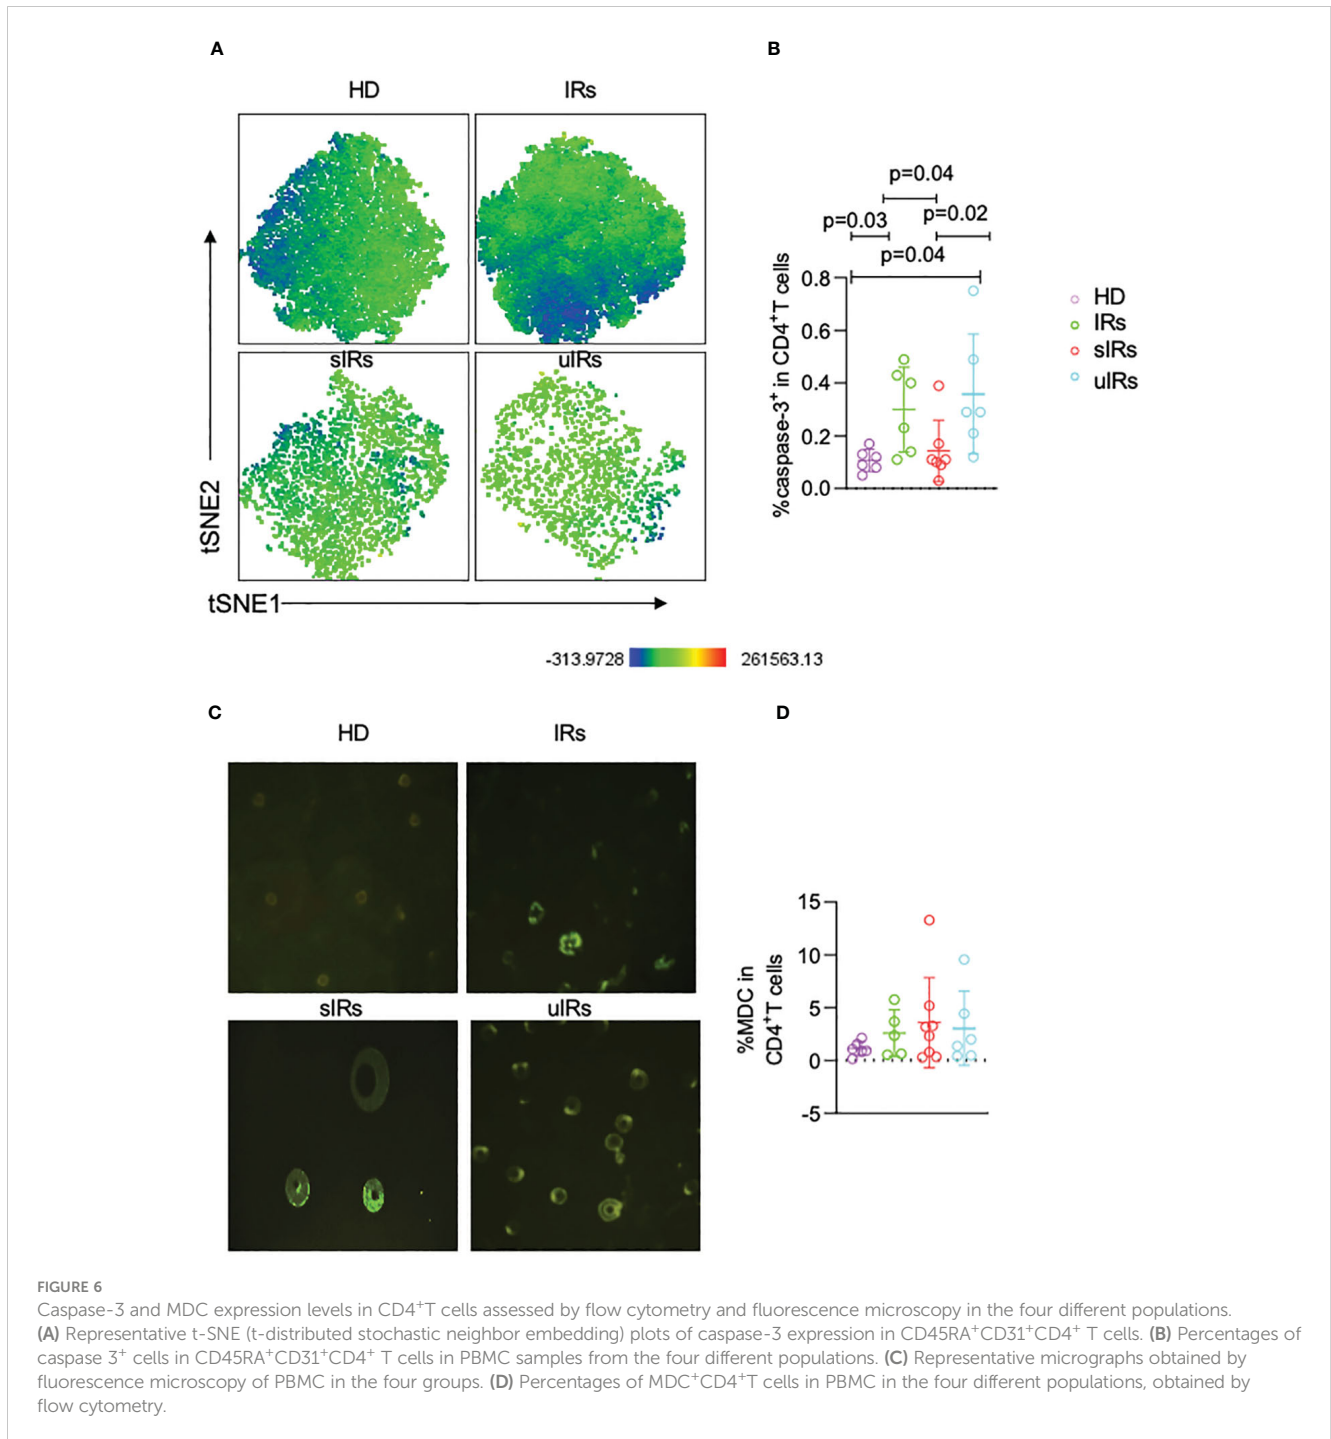 A
B
HD
IRs
sIRs
uIRs
tSNE2
tSNE1
-313.9728
261563.13
p=0.04
p=0.03
p=0.02
p=0.04
%caspase-3⁺ in CD4⁺T cells
0.8
0.6
0.4
0.2
0.0
HD
IRs
sIRs
uIRs
C
D
HD
IRs
sIRs
uIRs
%MDC in
CD4⁺T cells
15
10
5
0
-5
FIGURE 6
Caspase-3 and MDC expression levels in CD4⁺T cells assessed by flow cytometry and fluorescence microscopy in the four different populations.
(A) Representative t-SNE (t-distributed stochastic neighbor embedding) plots of caspase-3 expression in CD45RA⁺CD31⁺CD4⁺ T cells. (B) Percentages of
caspase 3⁺ cells in CD45RA⁺CD31⁺CD4⁺ T cells in PBMC samples from the four different populations. (C) Representative micrographs obtained by
fluorescence microscopy of PBMC in the four groups. (D) Percentages of MDC⁺CD4⁺T cells in PBMC in the four different populations, obtained by
flow cytometry.